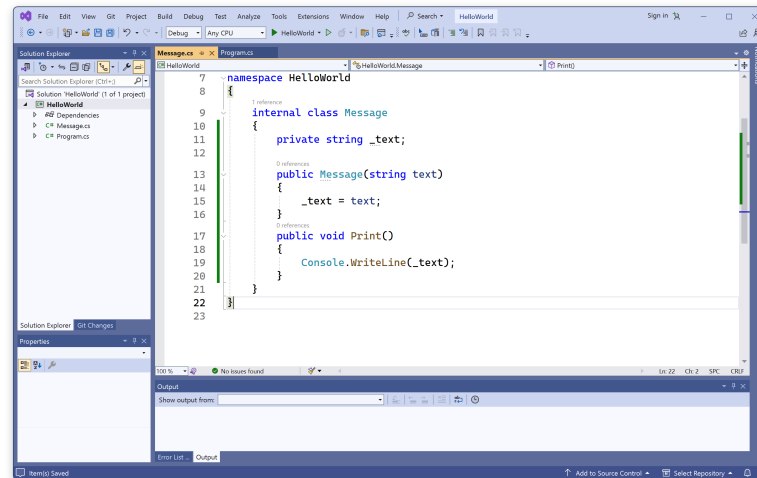 File Edit View Git Project Build Debug Test Analyze Tools Extensions Window Help Search HelloWorld Sign in
Debug Any CPU HelloWorld
Solution Explorer
Search Solution Explorer (Ctrl+;)
Solution 'HelloWorld' (1 of 1 project)
HelloWorld
Dependencies
C# Message.cs
C# Program.cs
Solution Explorer Git Changes
Properties
Message.cs Program.cs
HelloWorld HelloWorld.Message Print()
7 namespace HelloWorld
8 {
1 reference
9 internal class Message
10 {
11 private string _text;
12
0 references
13 public Message(string text)
14 {
15 _text = text;
16 }
0 references
17 public void Print()
18 {
19 Console.WriteLine(_text);
20 }
21 }
22 }
23
100 % No issues found Ln: 22 Ch: 2 SPC CRLF
Output
Show output from:
Error List ... Output
Item(s) Saved Add to Source Control Select Repository